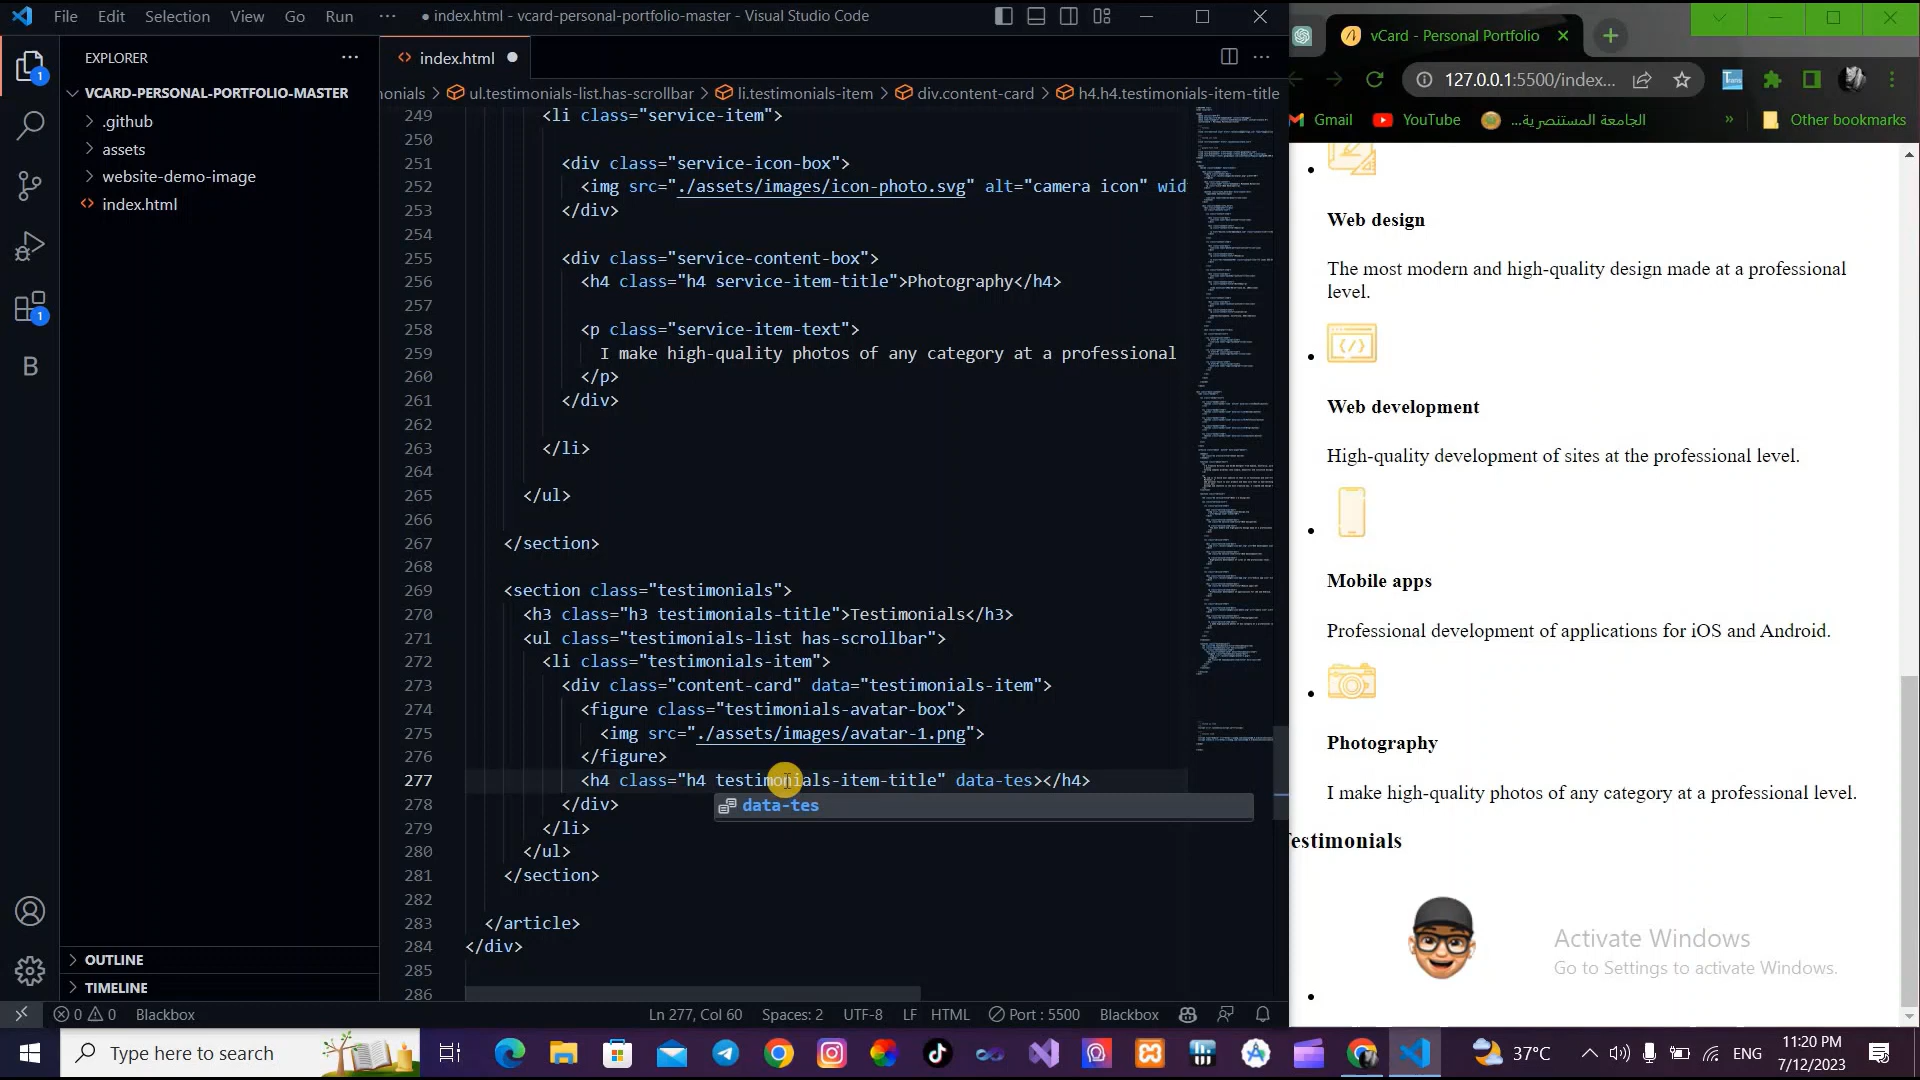 File Edit Selection View Go Run ··· ● index.html - vcard-personal-portfolio-master - Visual Studio Code
EXPLORER ···
VCARD-PERSONAL-PORTFOLIO-MASTER
.github
assets
website-demo-image
<> index.html
OUTLINE
TIMELINE
1
1
B
<> index.html ●
nonials > ul.testimonials-list.has-scrollbar > li.testimonials-item > div.content-card > h4.h4.testimonials-item-title
249 <li class="service-item">
250
251 <div class="service-icon-box">
252 <img src="./assets/images/icon-photo.svg" alt="camera icon" wid
253 </div>
254
255 <div class="service-content-box">
256 <h4 class="h4 service-item-title">Photography</h4>
257
258 <p class="service-item-text">
259 I make high-quality photos of any category at a professional
260 </p>
261 </div>
262
263 </li>
264
265 </ul>
266
267 </section>
268
269 <section class="testimonials">
270 <h3 class="h3 testimonials-title">Testimonials</h3>
271 <ul class="testimonials-list has-scrollbar">
272 <li class="testimonials-item">
273 <div class="content-card" data="testimonials-item">
274 <figure class="testimonials-avatar-box">
275 <img src="./assets/images/avatar-1.png">
276 </figure>
277 <h4 class="h4 testimonials-item-title" data-tes></h4>
278 </div>
data-tes
279 </li>
280 </ul>
281 </section>
282
283 </article>
284 </div>
285
286
0 0 Blackbox Ln 277, Col 60 Spaces: 2 UTF-8 LF HTML Port : 5500 Blackbox
vCard - Personal Portfolio
127.0.0.1:5500/index...
Gmail YouTube الجامعة المستنصرية... » Other bookmarks
Web design
The most modern and high-quality design made at a professional
level.
Web development
High-quality development of sites at the professional level.
Mobile apps
Professional development of applications for iOS and Android.
Photography
I make high-quality photos of any category at a professional level.
estimonials
Activate Windows
Go to Settings to activate Windows.
Type here to search
37°C ENG 11:20 PM
7/12/2023